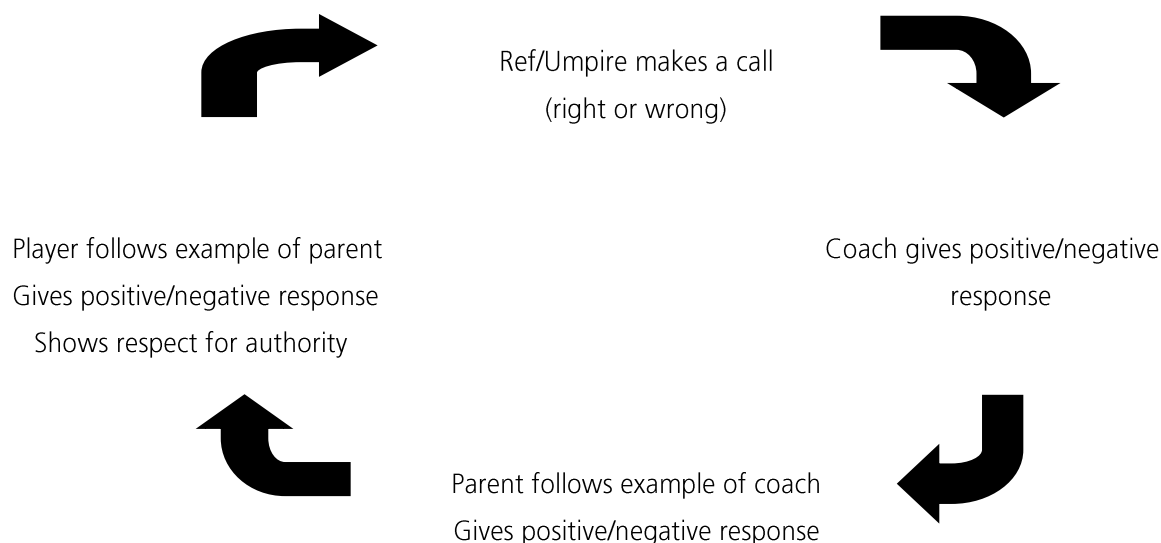 Ref/Umpire makes a call
(right or wrong)
Coach gives positive/negative
response
Parent follows example of coach
Gives positive/negative response
Player follows example of parent
Gives positive/negative response
Shows respect for authority